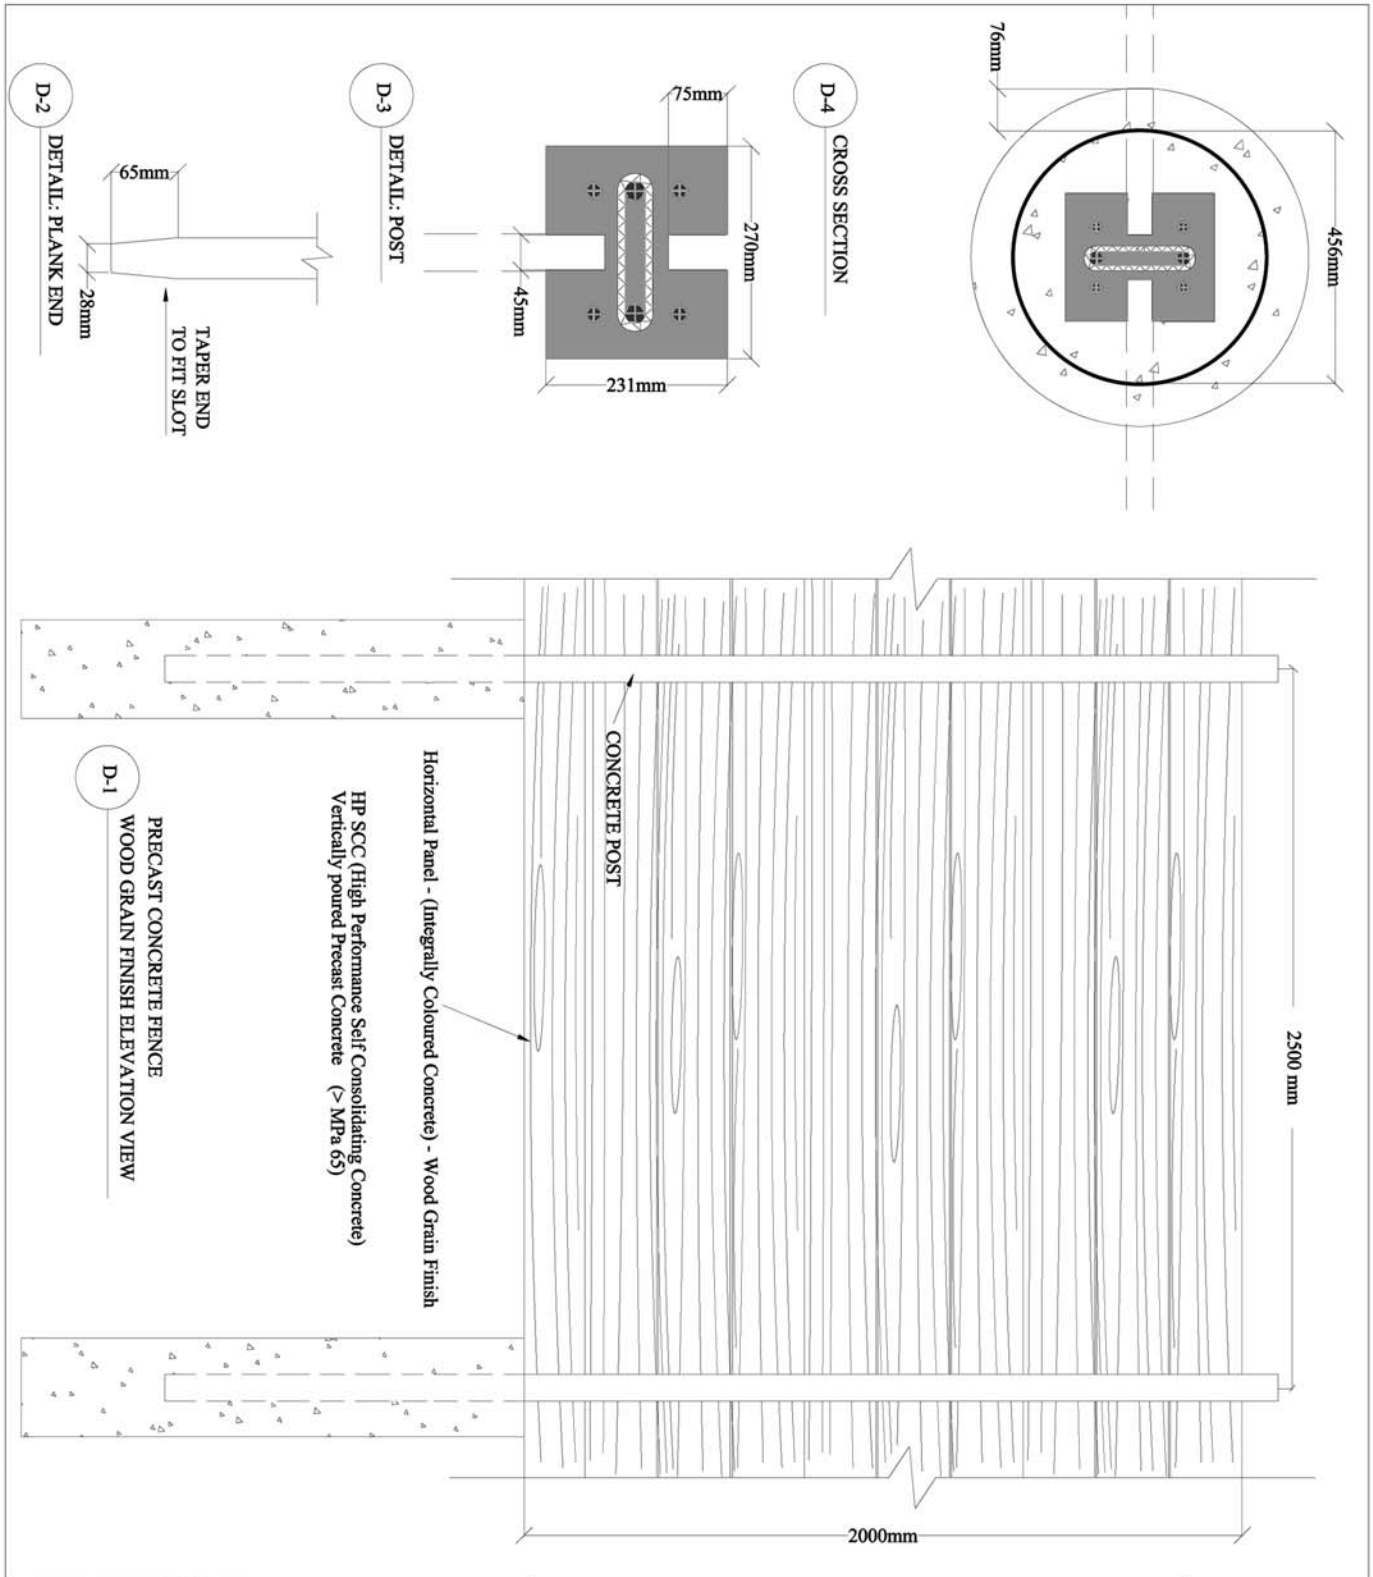 76mm
456mm
D-4
CROSS SECTION
75mm
270mm
45mm
231mm
D-3
DETAIL: POST
65mm
28mm
TAPER END
TO FIT SLOT
D-2
DETAIL: PLANK END
2500 mm
2000mm
CONCRETE POST
Horizontal Panel - (Integrally Coloured Concrete) - Wood Grain Finish
HP SCC (High Performance Self Consolidating Concrete)
Vertically poured Precast Concrete (> MPa 65)
D-1
PRECAST CONCRETE FENCE
WOOD GRAIN FINISH ELEVATION VIEW